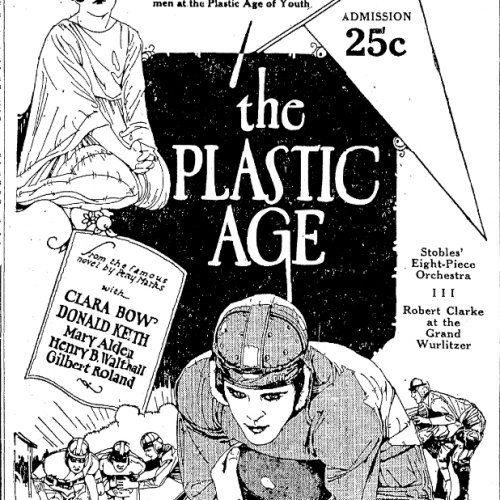 men at the Plastic Age of Youth
ADMISSION
25c
the
PLASTIC
AGE
from the famous
novel by Percy Marks
with
CLARA BOW
DONALD KEITH
Mary Alden
Henry B. Walthall
Gilbert Roland
Stobles'
Eight-Piece
Orchestra
I I I
Robert Clarke
at the
Grand
Wurlitzer